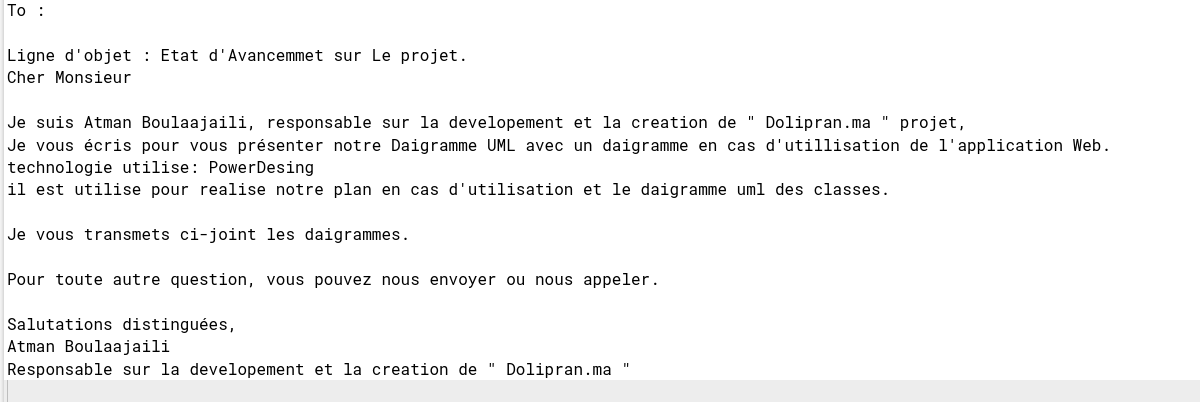 To :
Ligne d'objet : Etat d'Avancemmet sur Le projet.
Cher Monsieur
Je suis Atman Boulaajaili, responsable sur la developement et la creation de " Dolipran.ma " projet,
Je vous écris pour vous présenter notre Daigramme UML avec un daigramme en cas d'utillisation de l'application Web.
technologie utilise: PowerDesing
il est utilise pour realise notre plan en cas d'utilisation et le daigramme uml des classes.
Je vous transmets ci-joint les daigrammes.
Pour toute autre question, vous pouvez nous envoyer ou nous appeler.
Salutations distinguées,
Atman Boulaajaili
Responsable sur la developement et la creation de " Dolipran.ma "